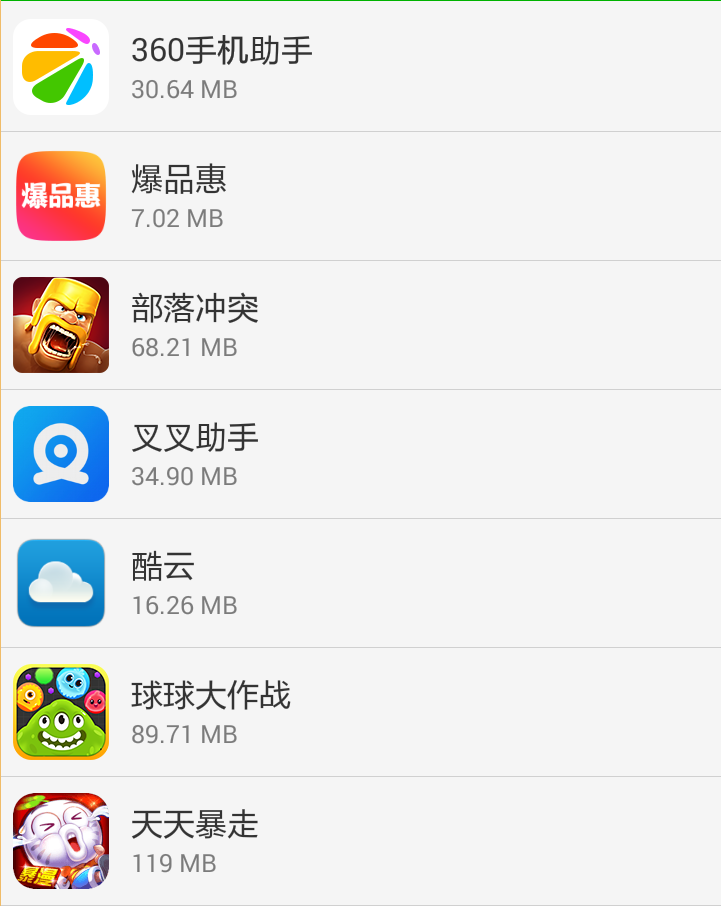 360手机助手
30.64 MB
爆品惠
爆品惠
7.02 MB
部落冲突
68.21 MB
叉叉助手
34.90 MB
酷云
16.26 MB
球球大作战
89.71 MB
天天暴走
119 MB
暴漫